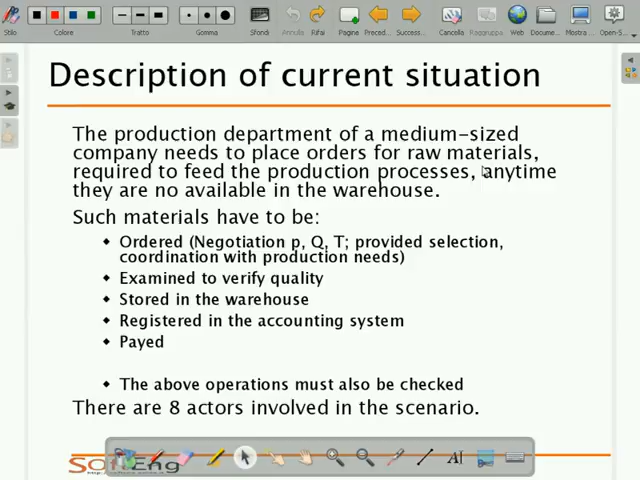 Stilo
Colore
Tratto
Gomma
Sfondi
Annulla
Rifai
Pagine
Preced...
Success...
Cancella
Raggruppa
Web
Docume...
Mostra ...
Open-S...
Description of current situation
The production department of a medium-sized
company needs to place orders for raw materials,
required to feed the production processes, anytime
they are no available in the warehouse.
Such materials have to be:
Ordered (Negotiation p, Q, T; provided selection,
coordination with production needs)
Examined to verify quality
Stored in the warehouse
Registered in the accounting system
Payed
The above operations must also be checked
There are 8 actors involved in the scenario.
SoftEng